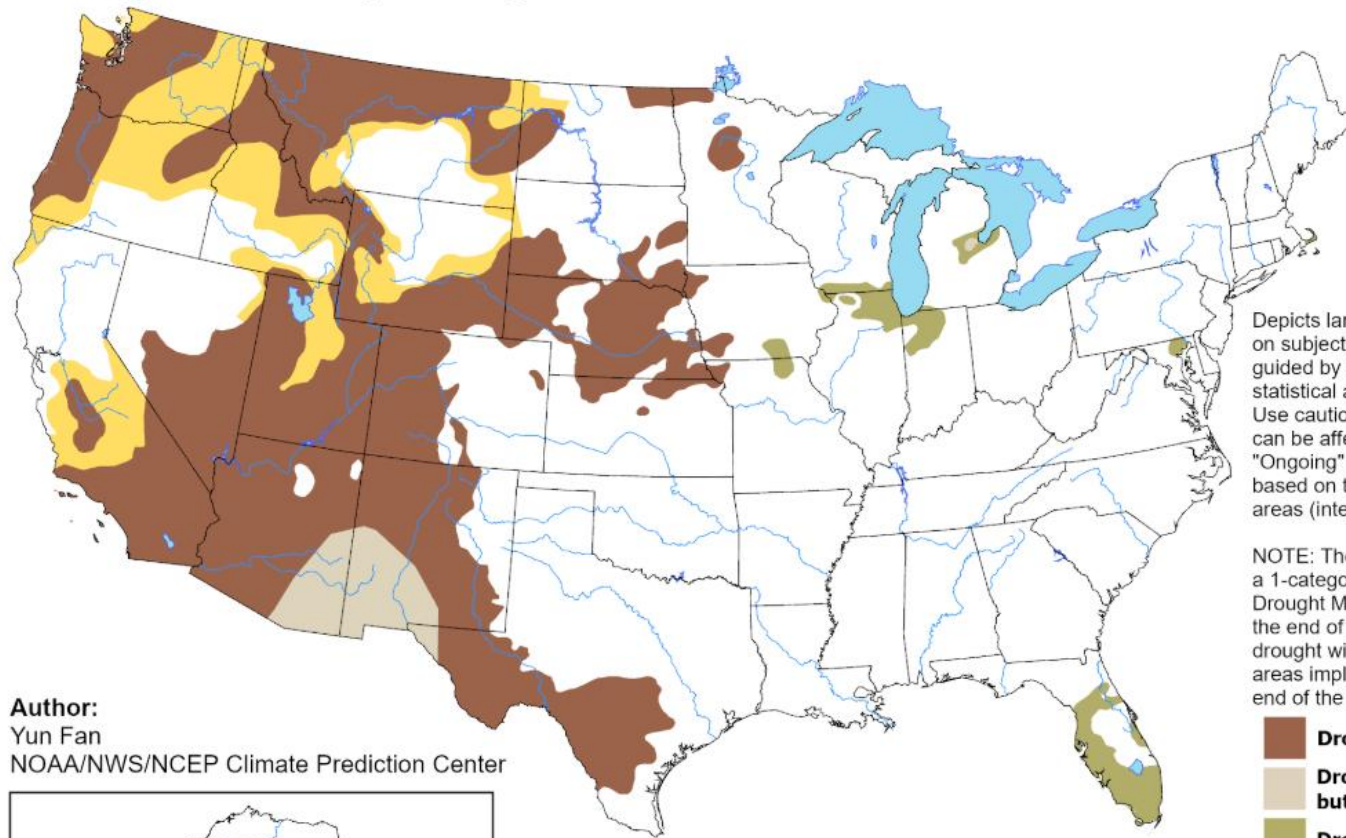 Depicts lar
on subject
guided by
statistical a
Use cautio
can be affe
"Ongoing"
based on t
areas (inte
NOTE: The
a 1-catego
Drought M
the end of
drought wi
areas impl
end of the
Author:
Yun Fan
NOAA/NWS/NCEP Climate Prediction Center
Dro
Dro
but